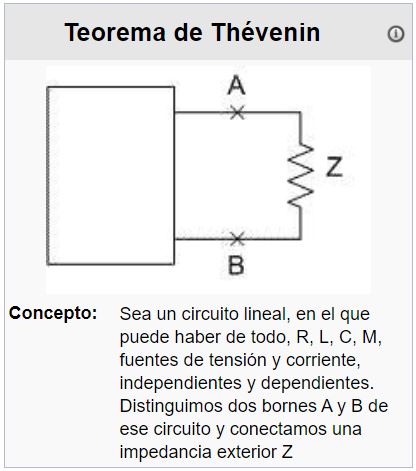 Teorema de Thévenin
A
Z
B
Concepto: Sea un circuito lineal, en el que
puede haber de todo, R, L, C, M,
fuentes de tensión y corriente,
independientes y dependientes.
Distinguimos dos bornes A y B de
ese circuito y conectamos una
impedancia exterior Z